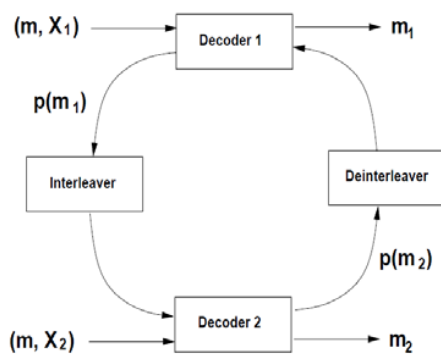 (m, X₁)
Decoder 1
m₁
p(m₁)
Interleaver
Deinterleaver
p(m₂)
(m, X₂)
Decoder 2
m₂